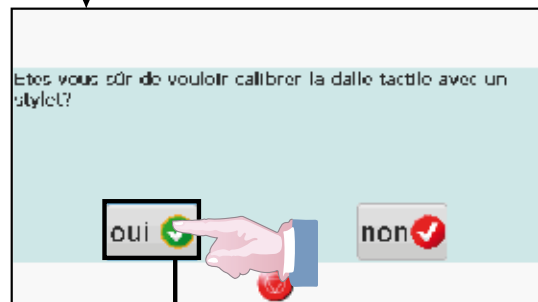 Etes vous sûr de vouloir calibrer la dalle tactile avec un
stylet?
oui
non